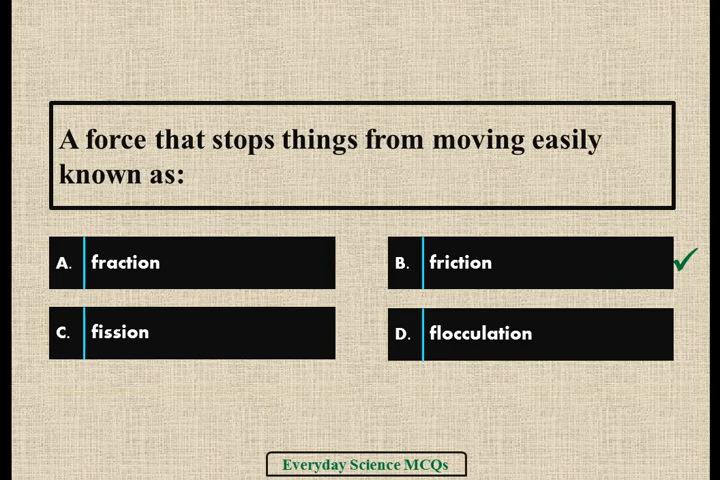 A force that stops things from moving easily
known as:
A. fraction
B. friction
C. fission
D. flocculation
Everyday Science MCQs